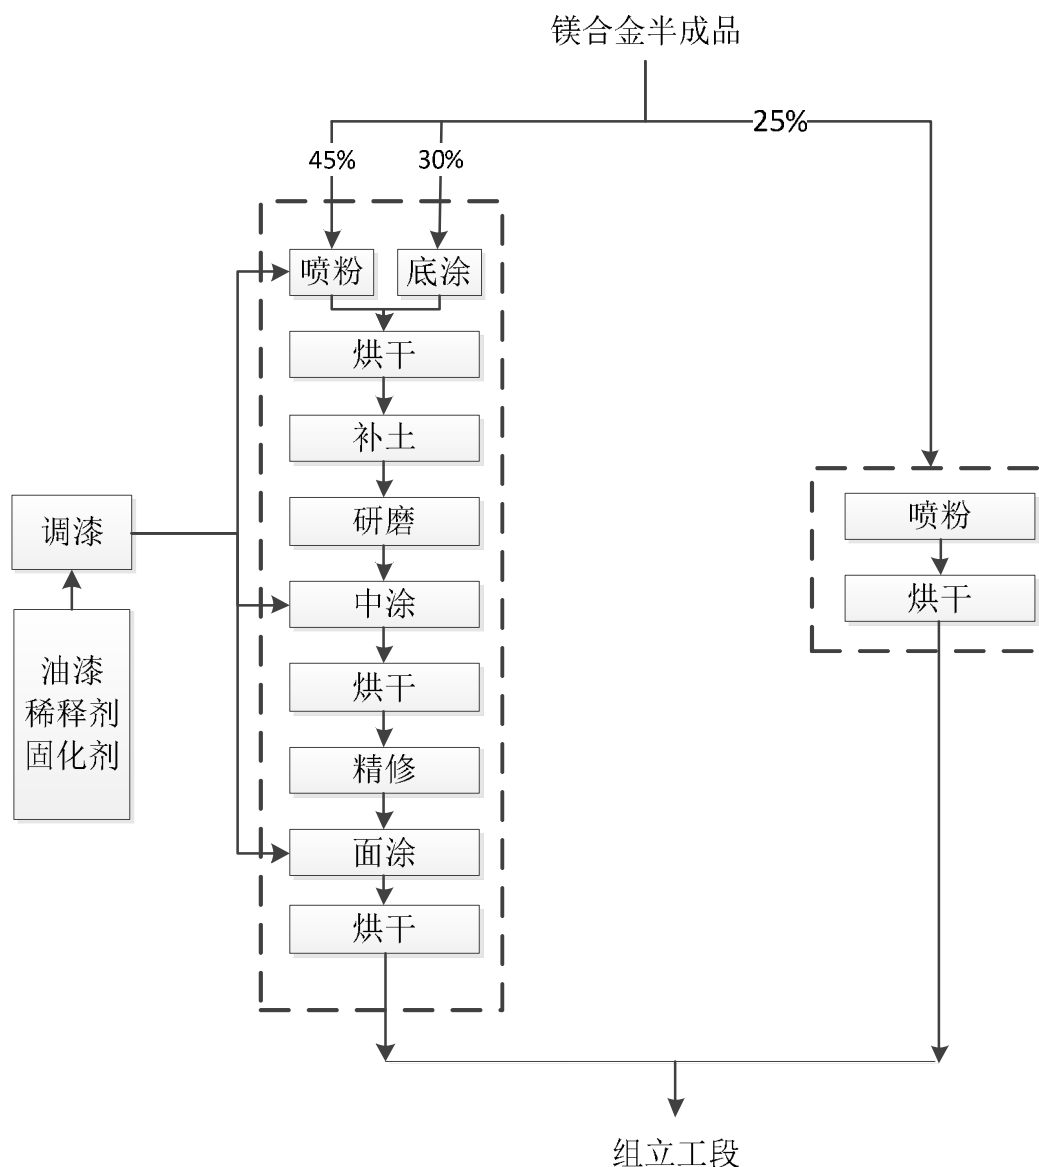 镁合金半成品
25%
45%
30%
喷粉
底涂
烘干
补土
研磨
中涂
烘干
精修
面涂
烘干
调漆
油漆
稀释剂
固化剂
喷粉
烘干
组立工段